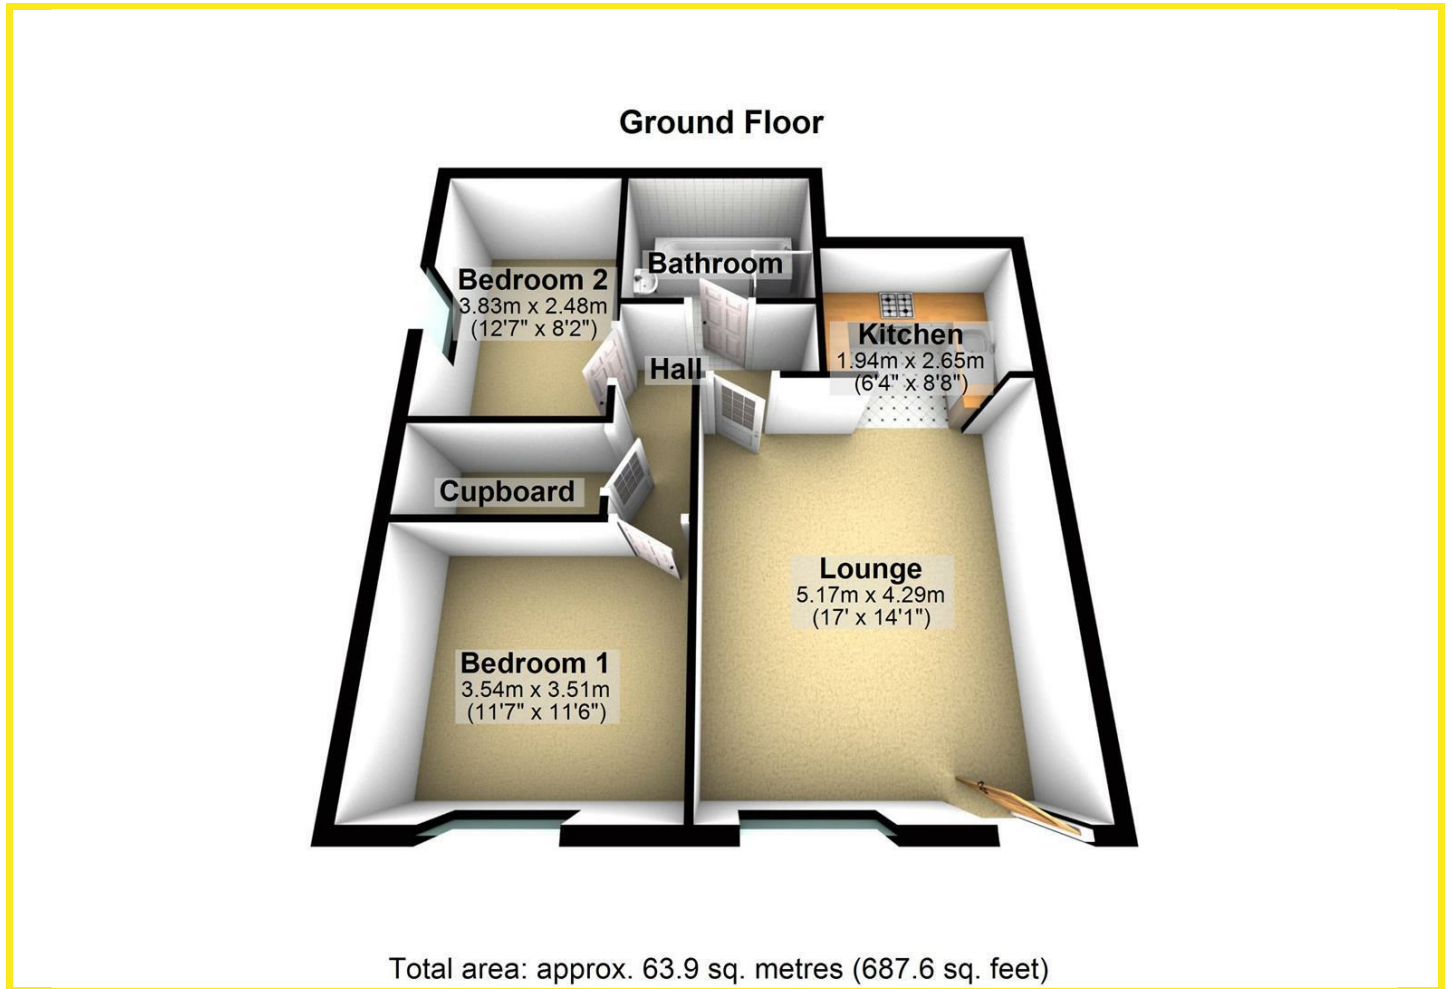 Ground Floor
Bedroom 2
3.83m x 2.48m
(12'7" x 8'2")
Bathroom
Kitchen
1.94m x 2.65m
(6'4" x 8'8")
Hall
Cupboard
Lounge
5.17m x 4.29m
(17' x 14'1")
Bedroom 1
3.54m x 3.51m
(11'7" x 11'6")
Total area: approx. 63.9 sq. metres (687.6 sq. feet)